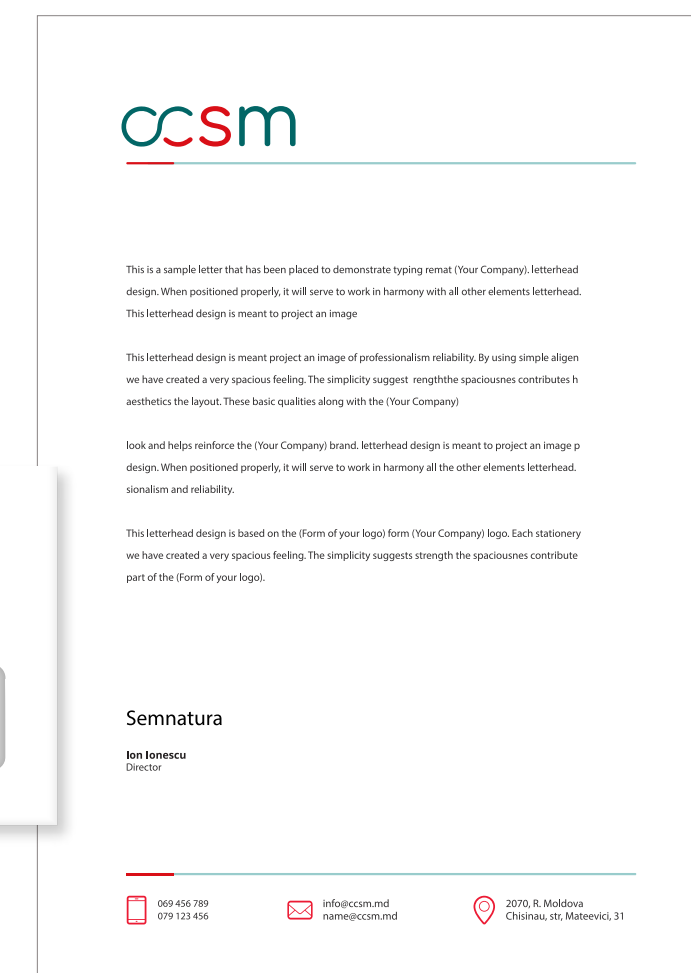 ccsm
This is a sample letter that has been placed to demonstrate typing remat (Your Company). letterhead
design. When positioned properly, it will serve to work in harmony with all other elements letterhead.
This letterhead design is meant to project an image
This letterhead design is meant project an image of professionalism reliability. By using simple aligen
we have created a very spacious feeling. The simplicity suggest rengththe spaciousnes contributes h
aesthetics the layout. These basic qualities along with the (Your Company)
look and helps reinforce the (Your Company) brand. letterhead design is meant to project an image p
design. When positioned properly, it will serve to work in harmony all the other elements letterhead.
sionalism and reliability.
This letterhead design is based on the (Form of your logo) form (Your Company) logo. Each stationery
we have created a very spacious feeling. The simplicity suggests strength the spaciousnes contribute
part of the (Form of your logo).
Semnatura
Ion Ionescu
Director
069 456 789
079 123 456
info@ccsm.md
name@ccsm.md
2070, R. Moldova
Chisinau, str, Mateevici, 31